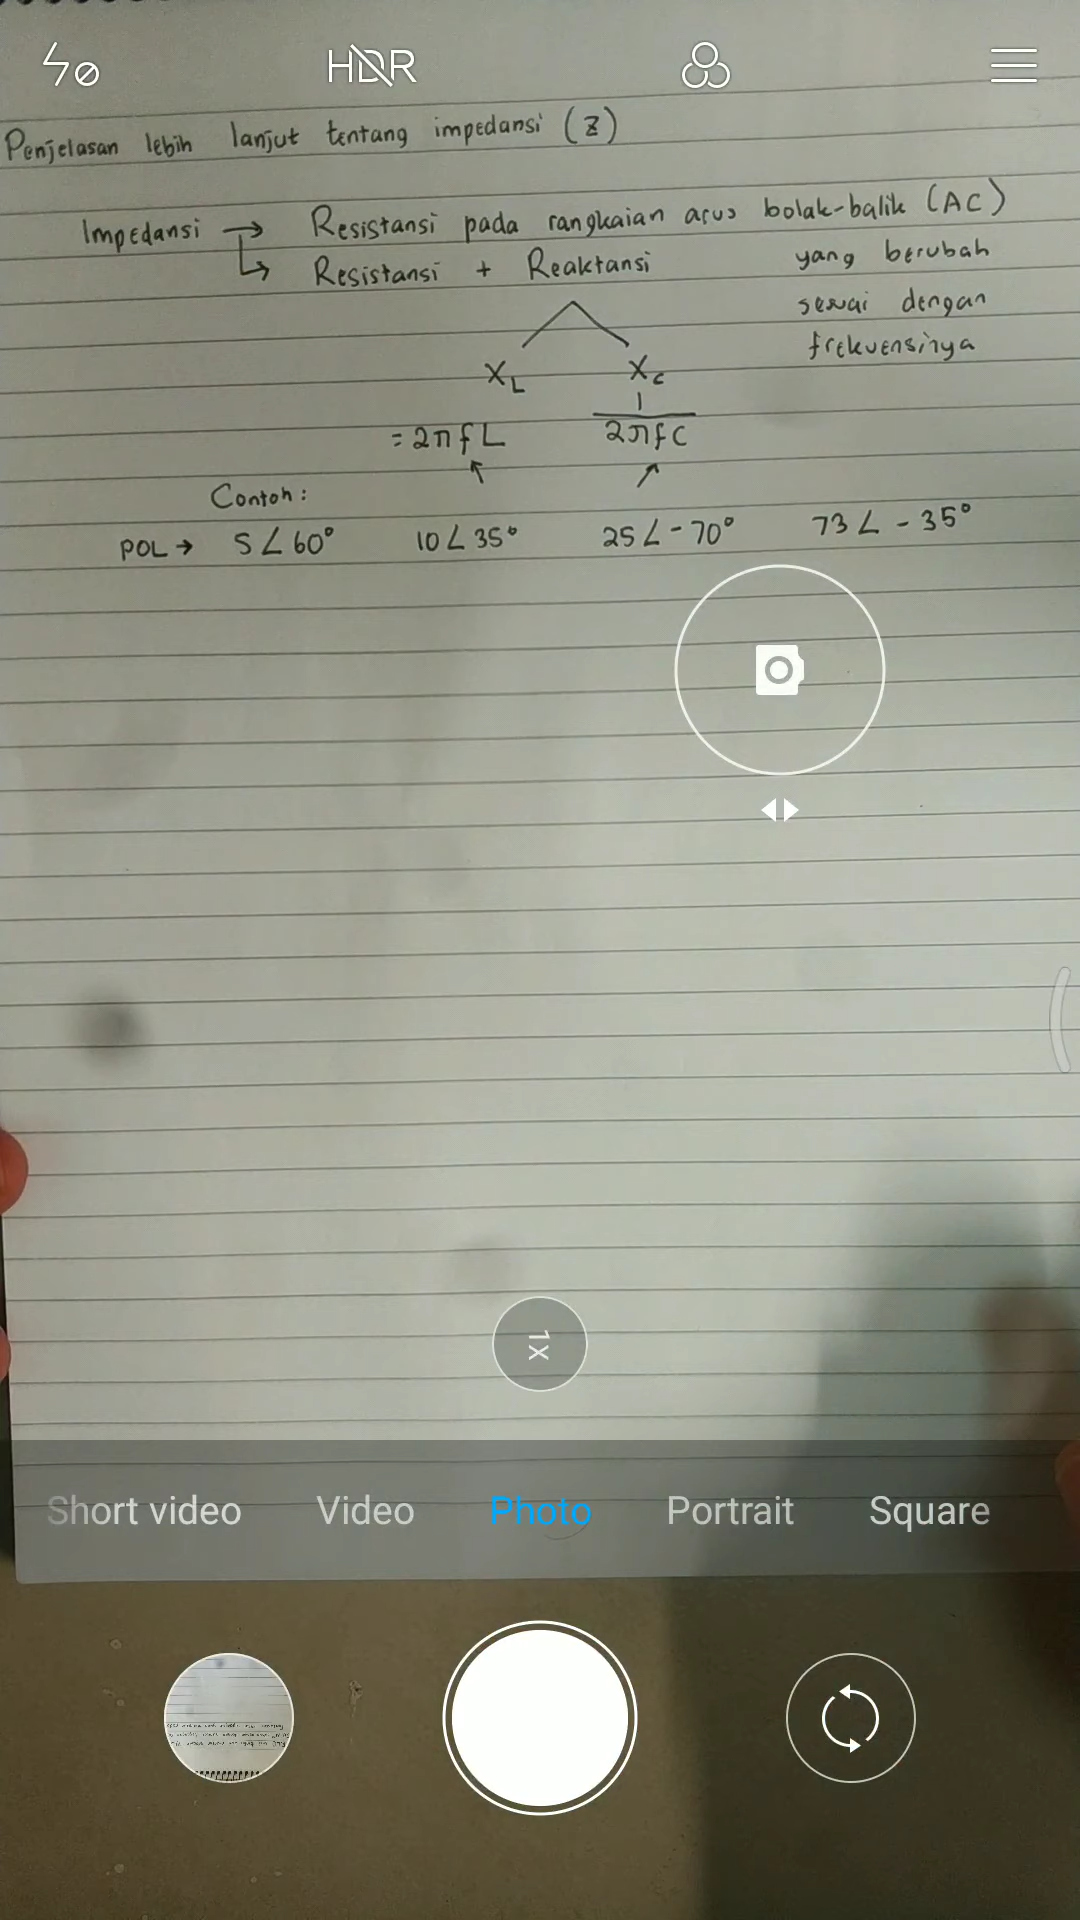 HDR
Penjelasan lebih lanjut tentang impedansi (Z)
Impedansi → Resistansi pada rangkaian arus bolak-balik (AC)
↳ Resistansi + Reaktansi yang berubah
sesuai dengan
frekuensinya
X_L X_C
= 2πfL 1/2πfC
Contoh:
POL → 5∠60° 10∠35° 25∠-70° 73∠-35°
1X
Short video Video Photo Portrait Square